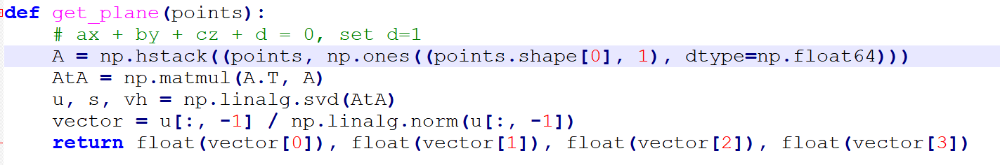 def get_plane(points):
    # ax + by + cz + d = 0, set d=1
    A = np.hstack((points, np.ones((points.shape[0], 1), dtype=np.float64)))
    AtA = np.matmul(A.T, A)
    u, s, vh = np.linalg.svd(AtA)
    vector = u[:, -1] / np.linalg.norm(u[:, -1])
    return float(vector[0]), float(vector[1]), float(vector[2]), float(vector[3])